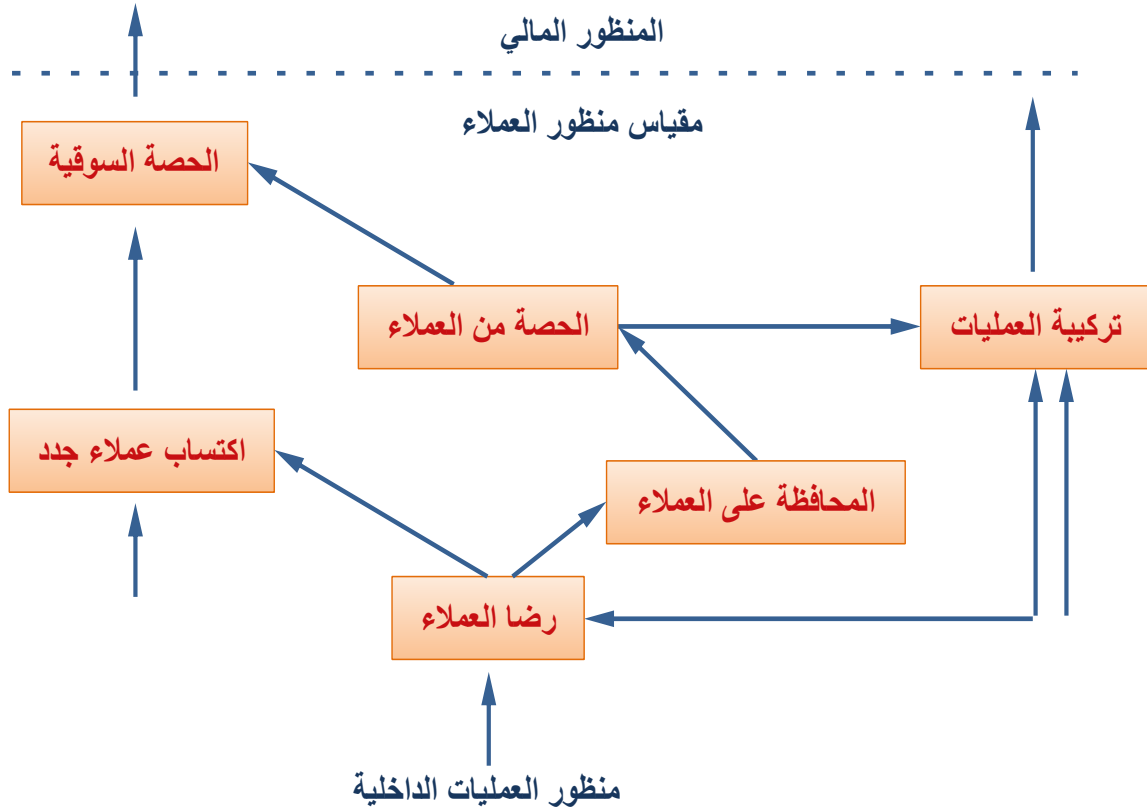 المنظور المالي
مقياس منظور العملاء
الحصة السوقية
الحصة من العملاء
تركيبة العمليات
اكتساب عملاء جدد
المحافظة على العملاء
رضا العملاء
منظور العمليات الداخلية